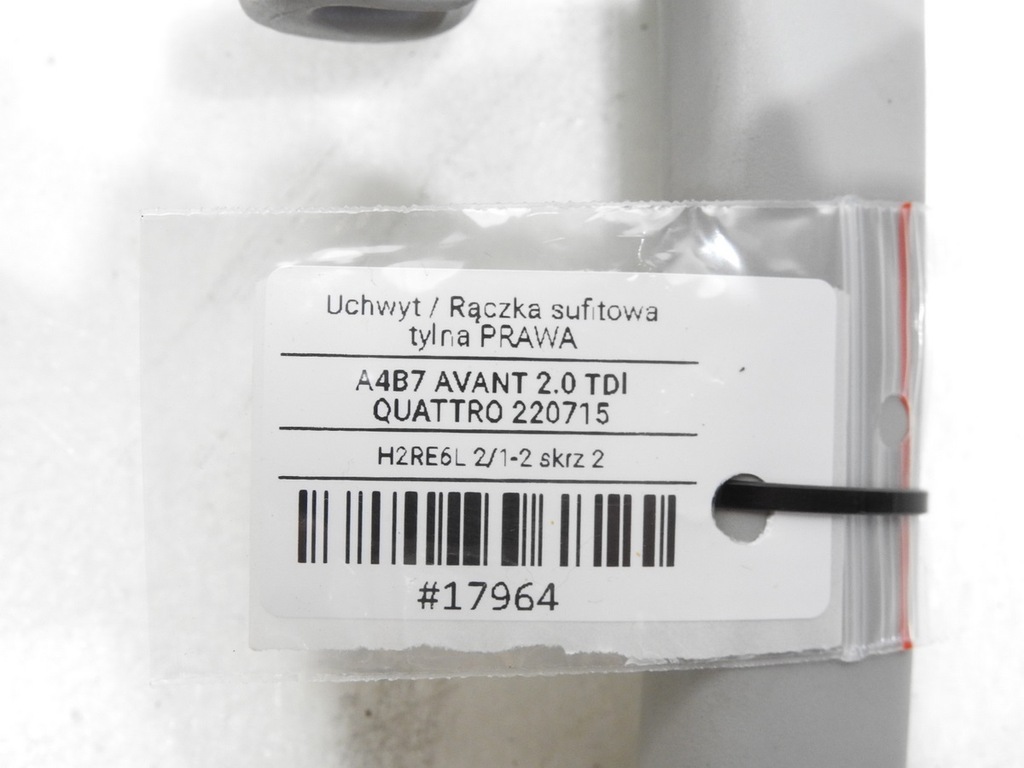 Uchwyt / Rączka sufitowa
tylna PRAWA
A4B7 AVANT 2.0 TDI
QUATTRO 220715
H2RE6L 2/1-2 skrz 2
#17964